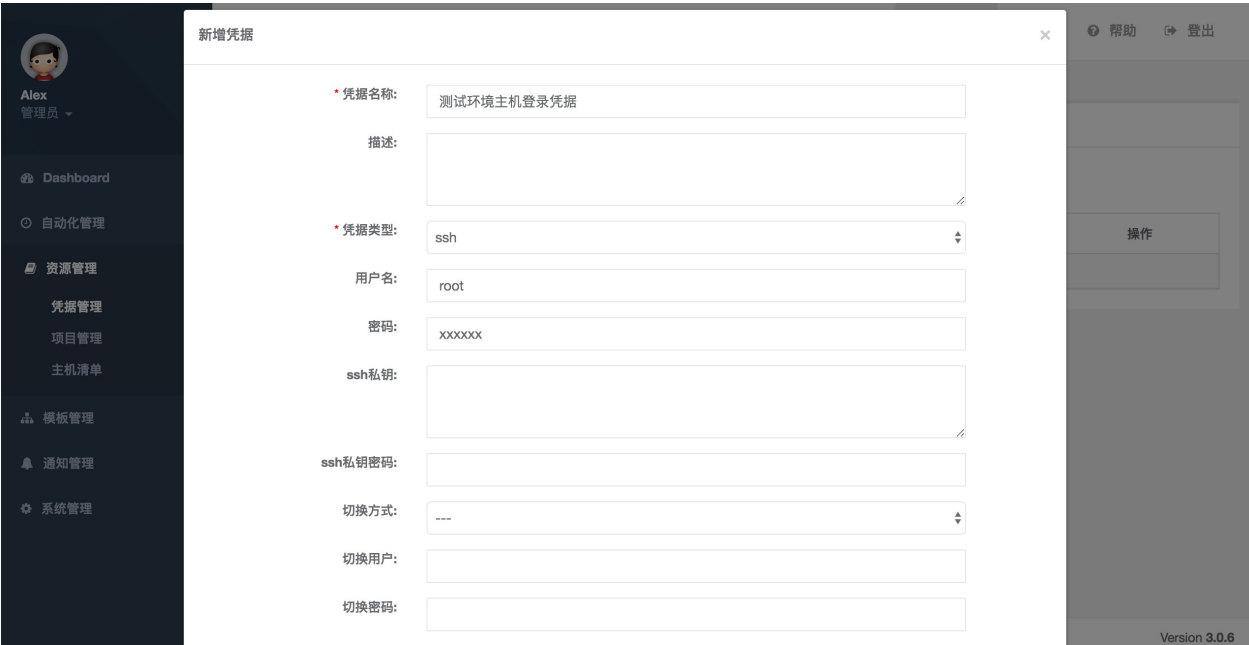 Alex
管理员
Dashboard
自动化管理
资源管理
凭据管理
项目管理
主机清单
模板管理
通知管理
系统管理
帮助
登出
新增凭据
×
* 凭据名称:
测试环境主机登录凭据
描述:
* 凭据类型:
ssh
用户名:
root
密码:
xxxxxx
ssh私钥:
ssh私钥密码:
切换方式:
---
切换用户:
切换密码:
操作
Version 3.0.6